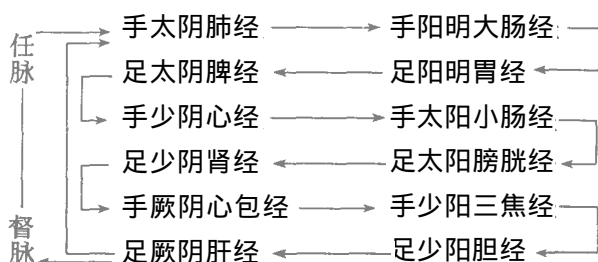 手太阴肺经 手阳明大肠经
任脉
足太阴脾经 足阳明胃经
手少阴心经 手太阳小肠经
足少阴肾经 足太阳膀胱经
手厥阴心包经 手少阳三焦经
督脉
足厥阴肝经 足少阳胆经